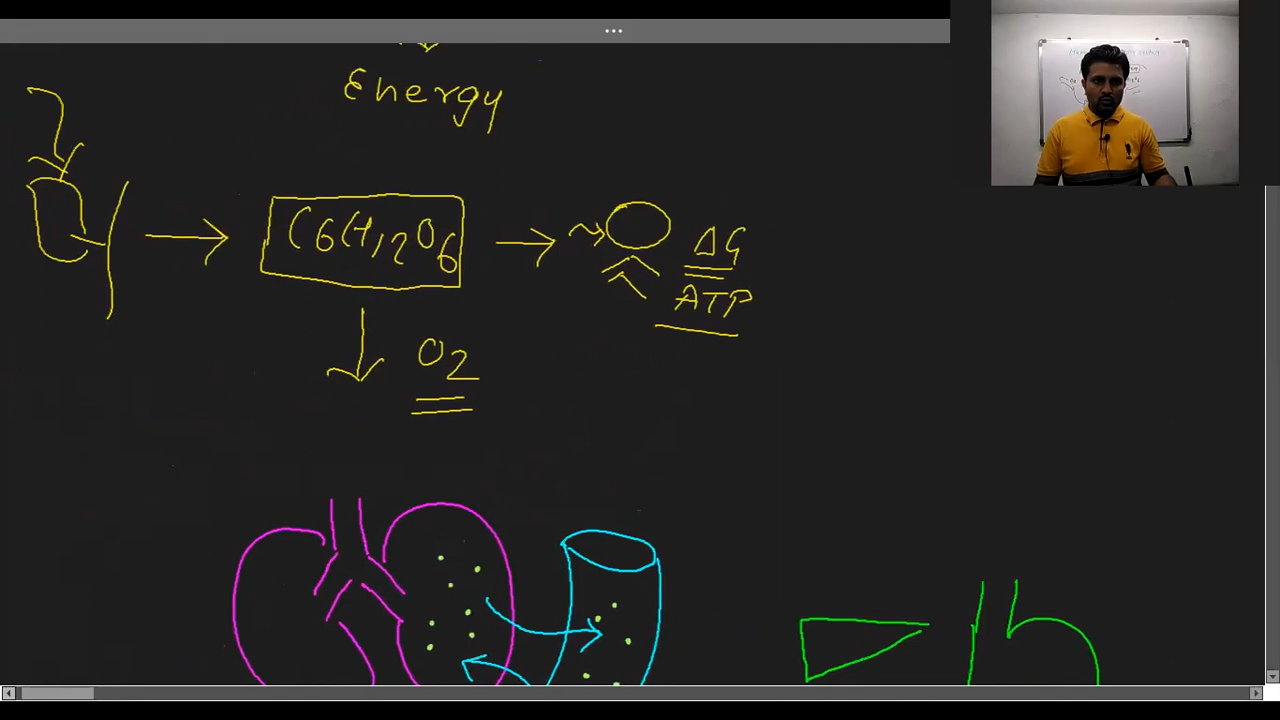 Energy
C6H12O6
ΔG
ATP
O2